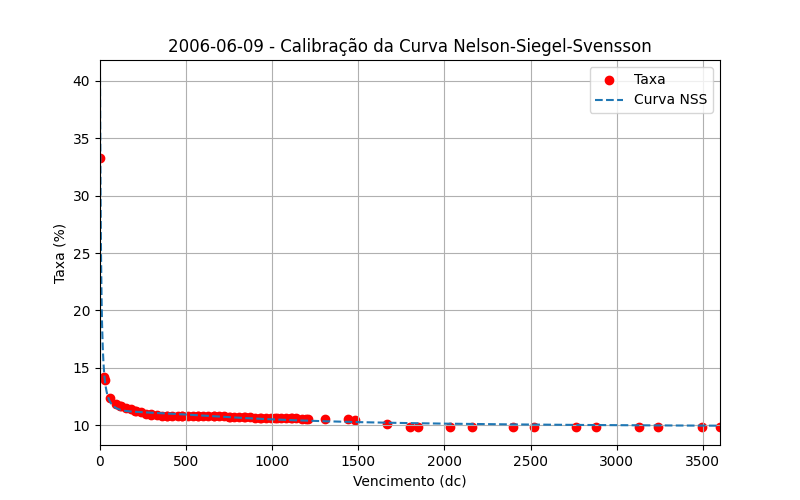 2006-06-09 - Calibração da Curva Nelson-Siegel-Svensson
Taxa
Curva NSS
Taxa (%)
40
35
30
25
20
15
10
0 500 1000 1500 2000 2500 3000 3500
Vencimento (dc)